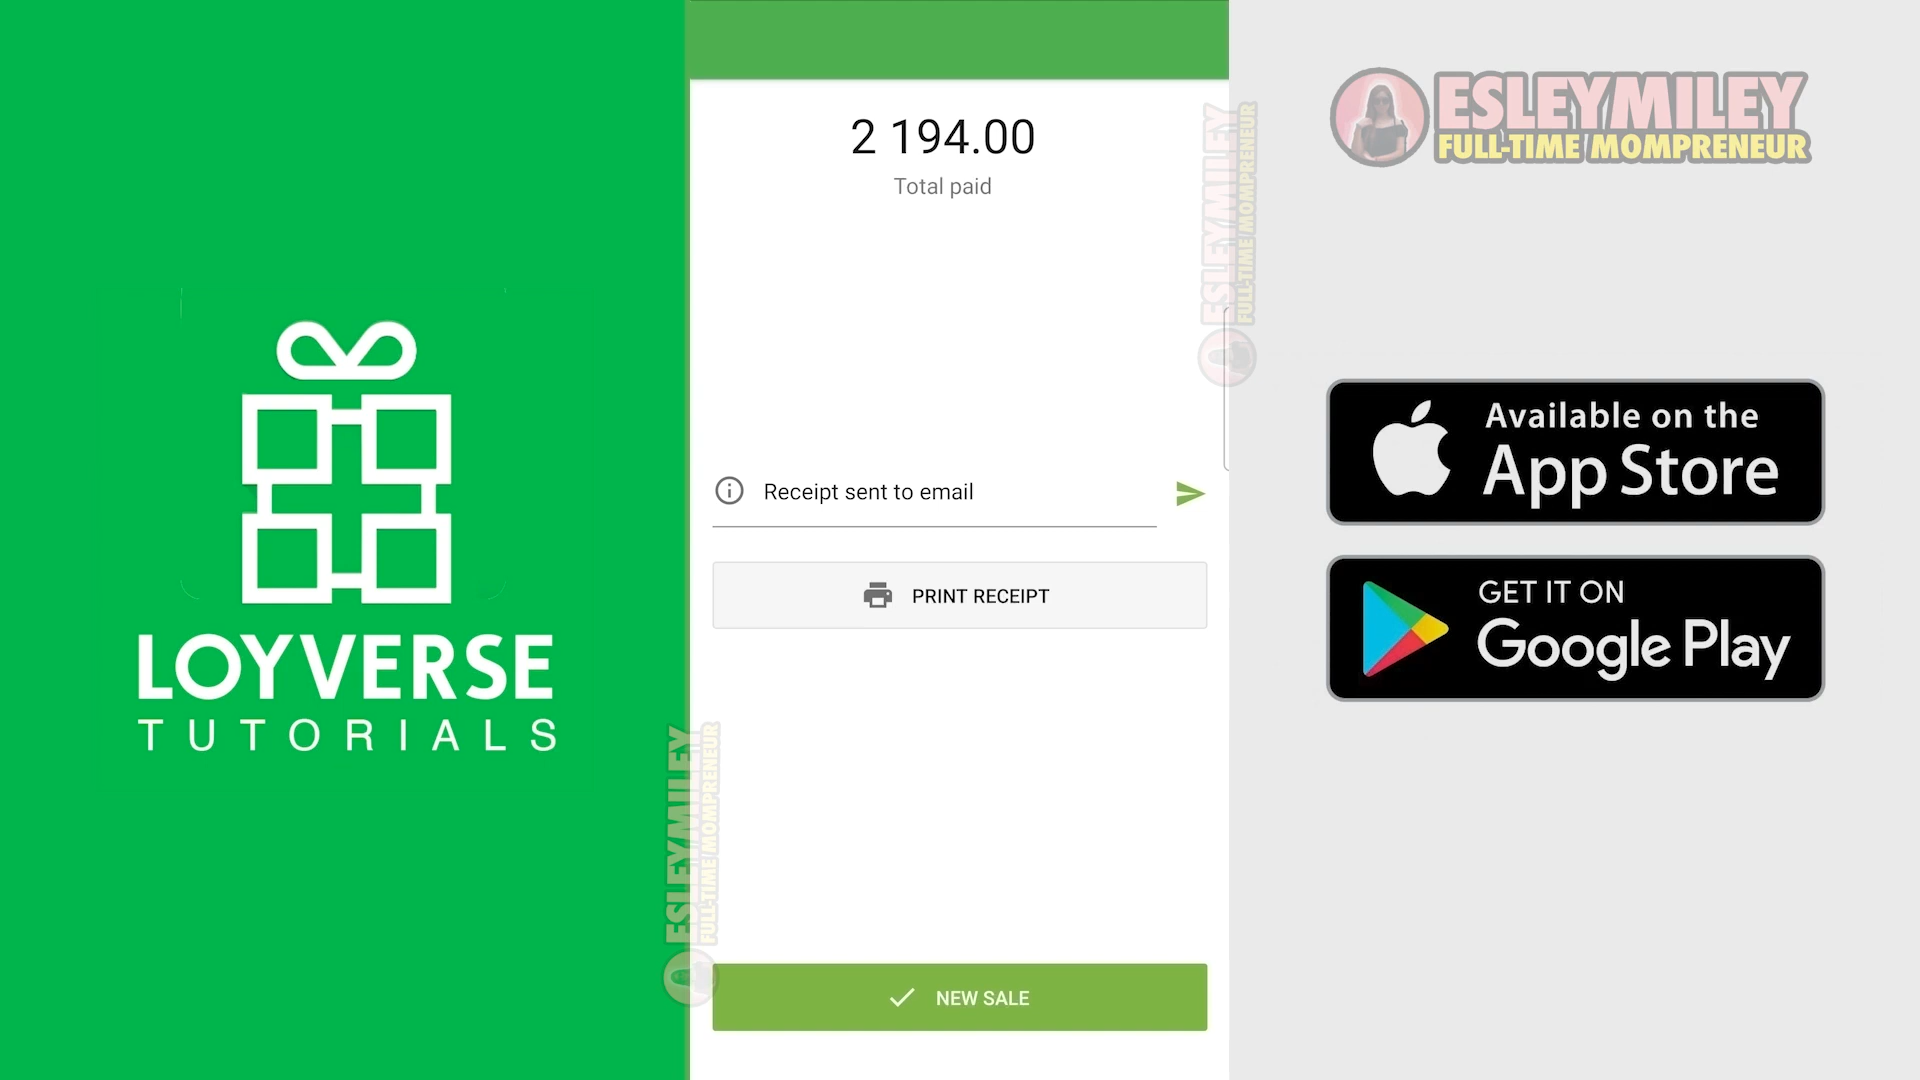 LOYVERSE
TUTORIALS
2 194.00
Total paid
Receipt sent to email
PRINT RECEIPT
NEW SALE
ESLEYMILEY
FULL-TIME MOMPRENEUR
ESLEYMILEY
FULL-TIME MOMPRENEUR
ESLEYMILEY
FULL-TIME MOMPRENEUR
Available on the
App Store
GET IT ON
Google Play